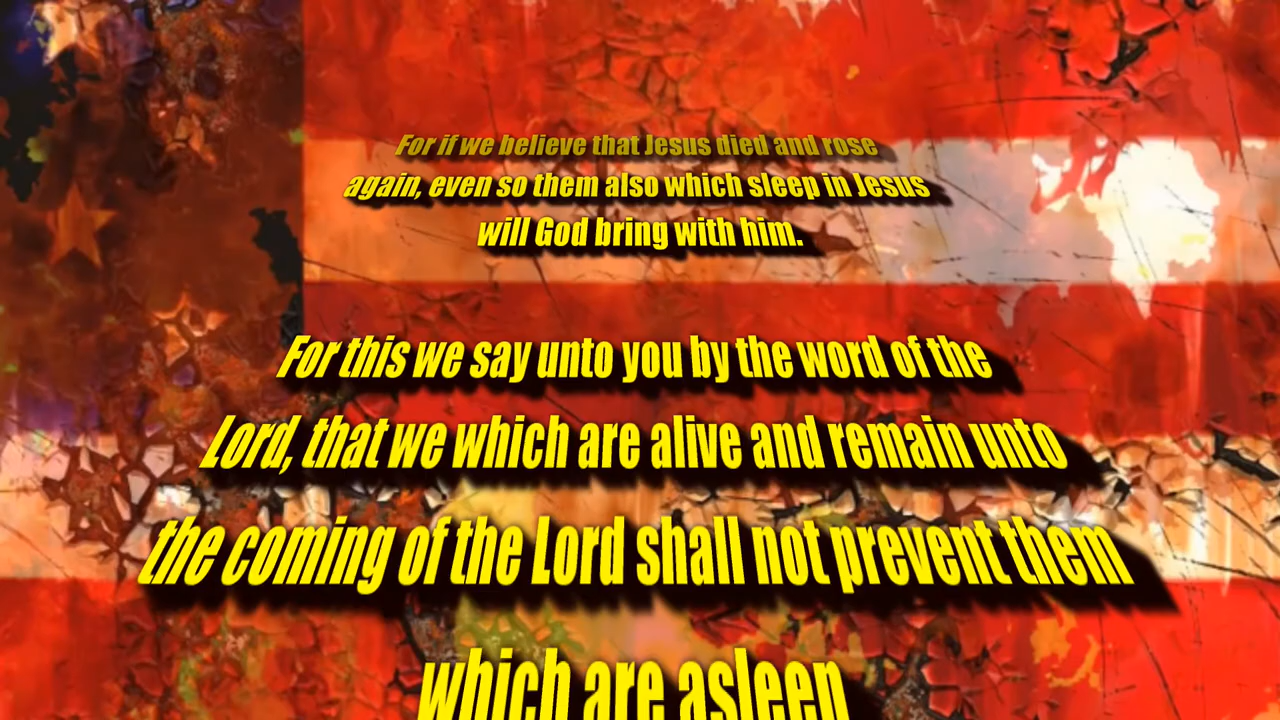 For if we believe that Jesus died and rose
again, even so them also which sleep in Jesus
will God bring with him.
For this we say unto you by the word of the
Lord, that we which are alive and remain unto
the coming of the Lord shall not prevent them
which are asleep